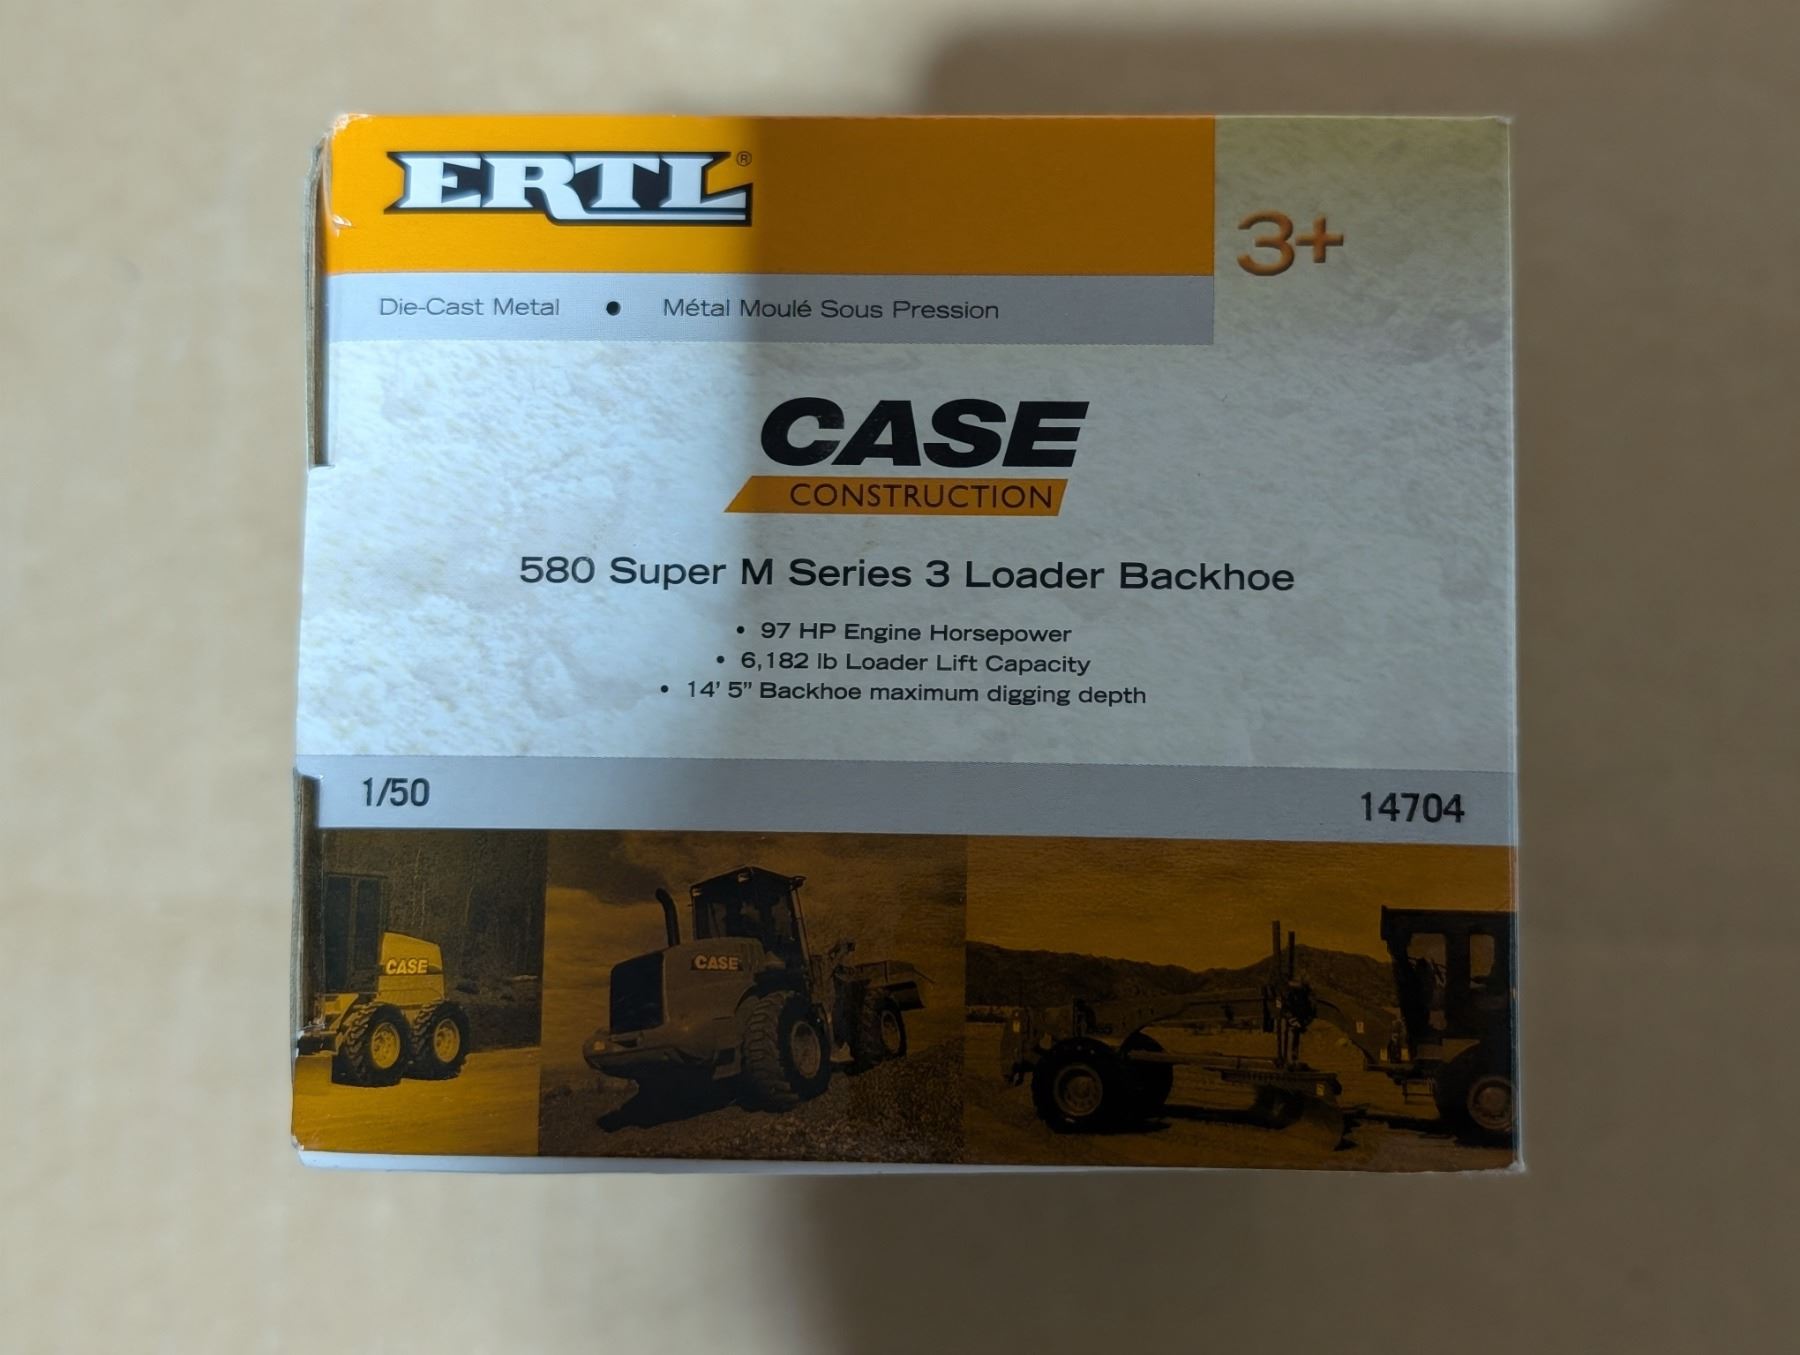 ERTL®
3+
Die-Cast Metal • Métal Moulé Sous Pression
CASE
CONSTRUCTION
580 Super M Series 3 Loader Backhoe
• 97 HP Engine Horsepower
• 6,182 lb Loader Lift Capacity
• 14' 5" Backhoe maximum digging depth
1/50 14704
CASE
CASE